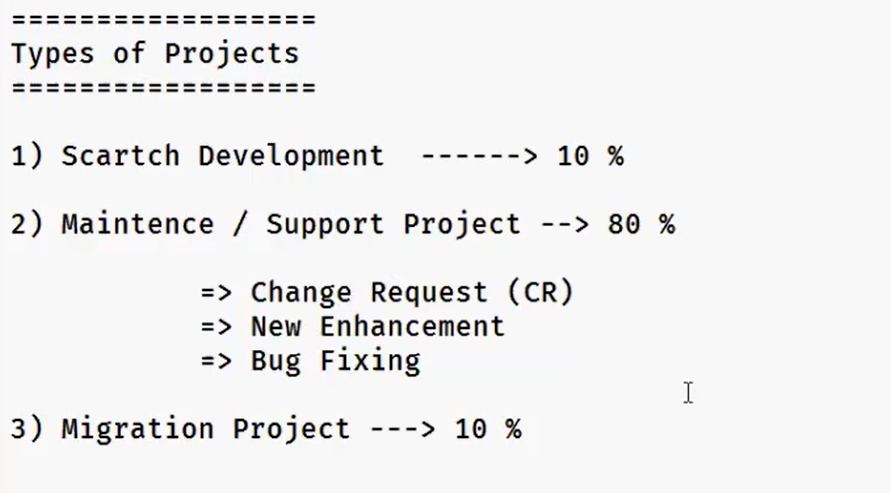 ==================
Types of Projects
==================
1) Scartch Development ------> 10 %
2) Maintence / Support Project --> 80 %
=> Change Request (CR)
=> New Enhancement
=> Bug Fixing
3) Migration Project ---> 10 %